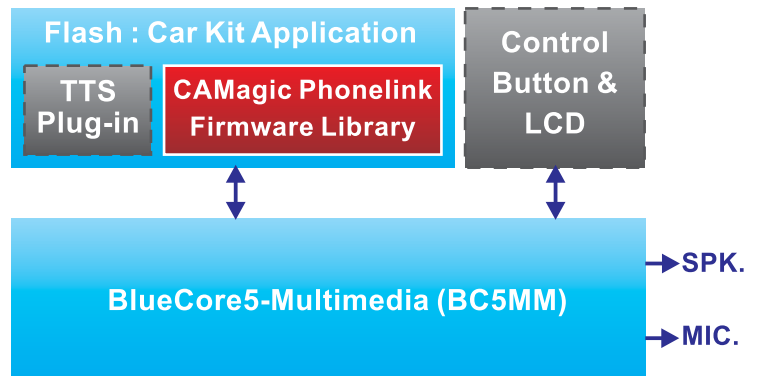 Flash : Car Kit Application
TTS
Plug-in
CAMagic Phonelink
Firmware Library
Control
Button &
LCD
BlueCore5-Multimedia (BC5MM)
SPK.
MIC.